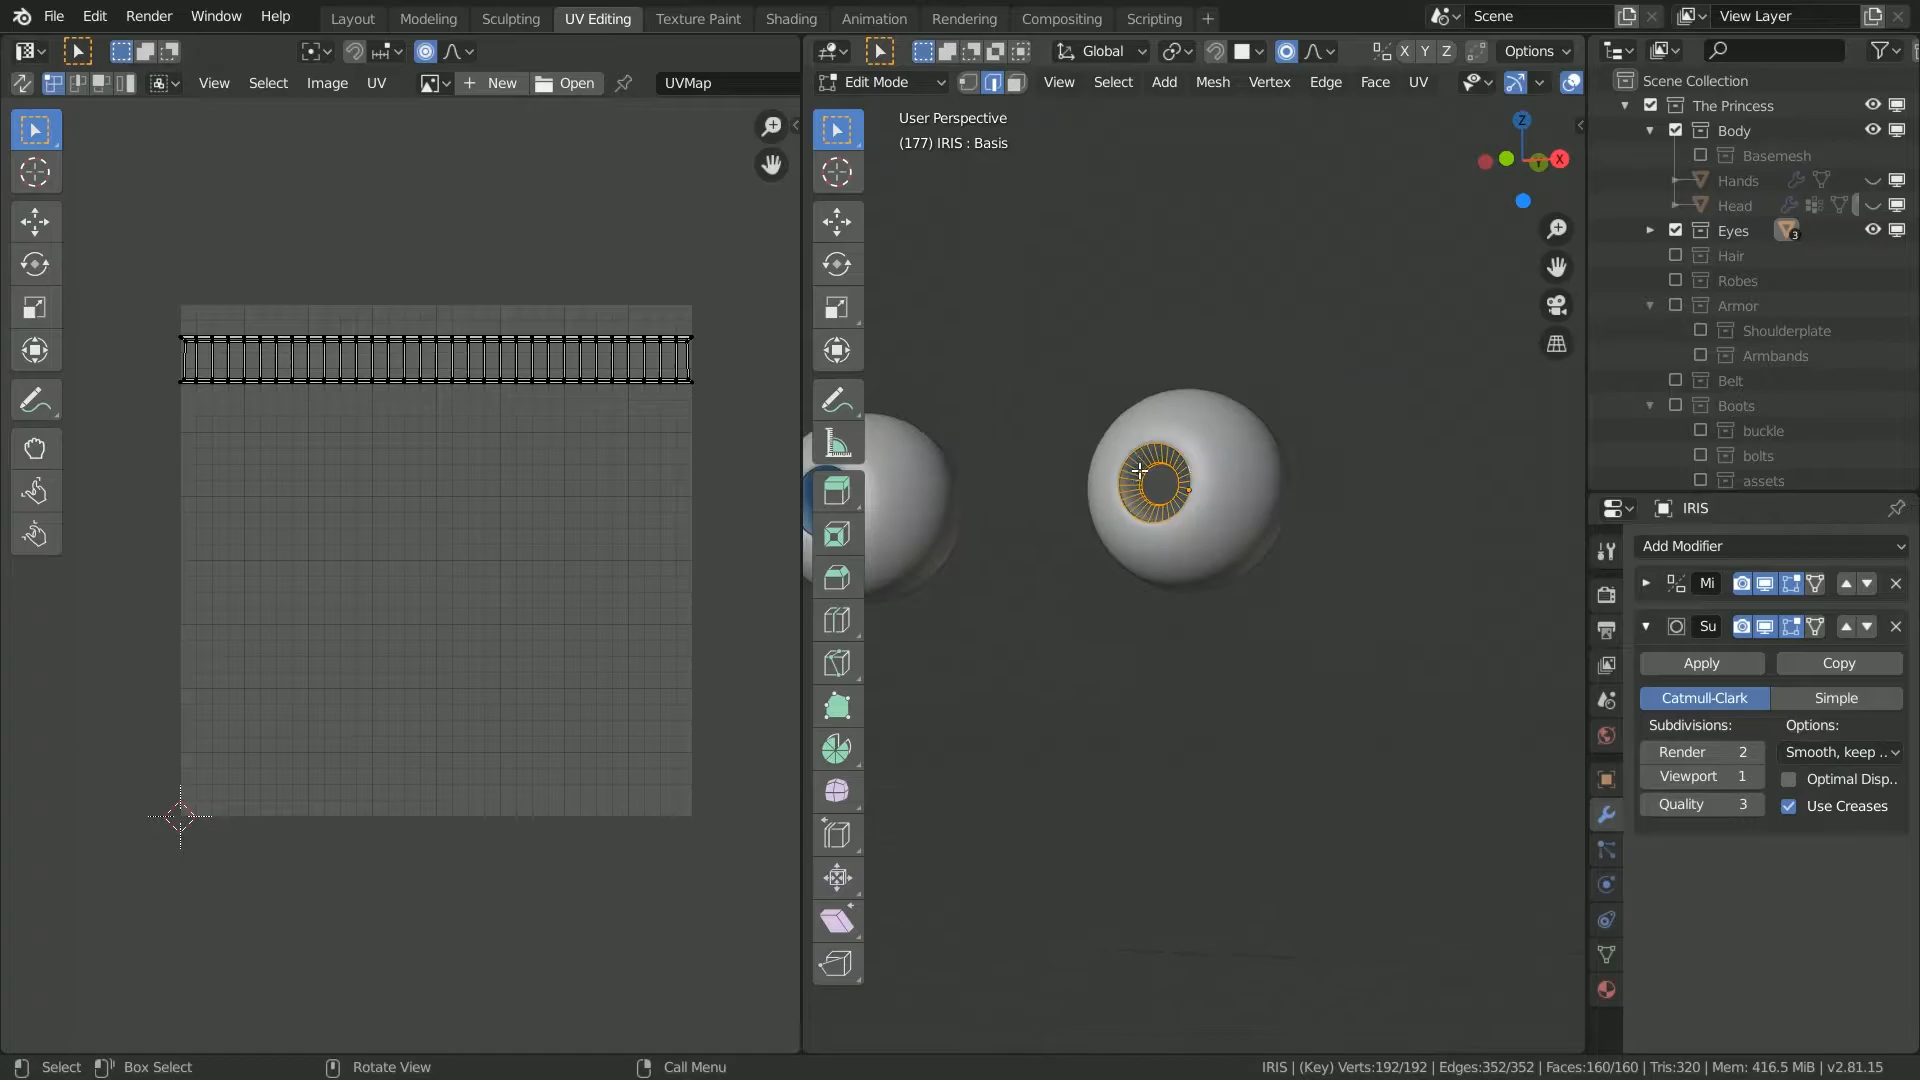 File Edit Render Window Help Layout Modeling Sculpting UV Editing Texture Paint Shading Animation Rendering Compositing Scripting + Scene View Layer
Global X Y Z Options
View Select Image UV + New Open UVMap
Edit Mode View Select Add Mesh Vertex Edge Face UV
Scene Collection
The Princess
Body
Basemesh
Hands
Head
Eyes 3
Hair
Robes
Armor
Shoulderplate
Armbands
Belt
Boots
buckle
bolts
assets
User Perspective
(177) IRIS : Basis
Z
Y X
IRIS
Add Modifier
Mi
Su
Apply Copy
Catmull-Clark Simple
Subdivisions: Options:
Render 2 Smooth, keep ..
Viewport 1 Optimal Disp..
Quality 3 Use Creases
Select Box Select Rotate View Call Menu IRIS | (Key) Verts:192/192 | Edges:352/352 | Faces:160/160 | Tris:320 | Mem: 416.5 MiB | v2.81.15